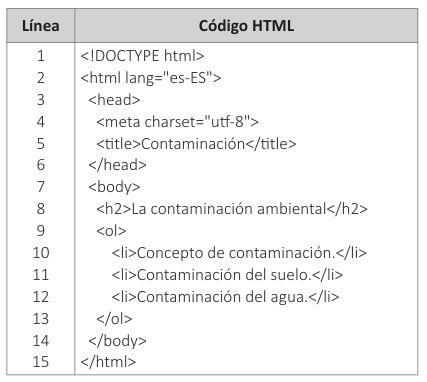 Línea Código HTML
1 <!DOCTYPE html>
2 <html lang="es-ES">
3 <head>
4 <meta charset="utf-8">
5 <title>Contaminación</title>
6 </head>
7 <body>
8 <h2>La contaminación ambiental</h2>
9 <ol>
10 <li>Concepto de contaminación.</li>
11 <li>Contaminación del suelo.</li>
12 <li>Contaminación del agua.</li>
13 </ol>
14 </body>
15 </html>